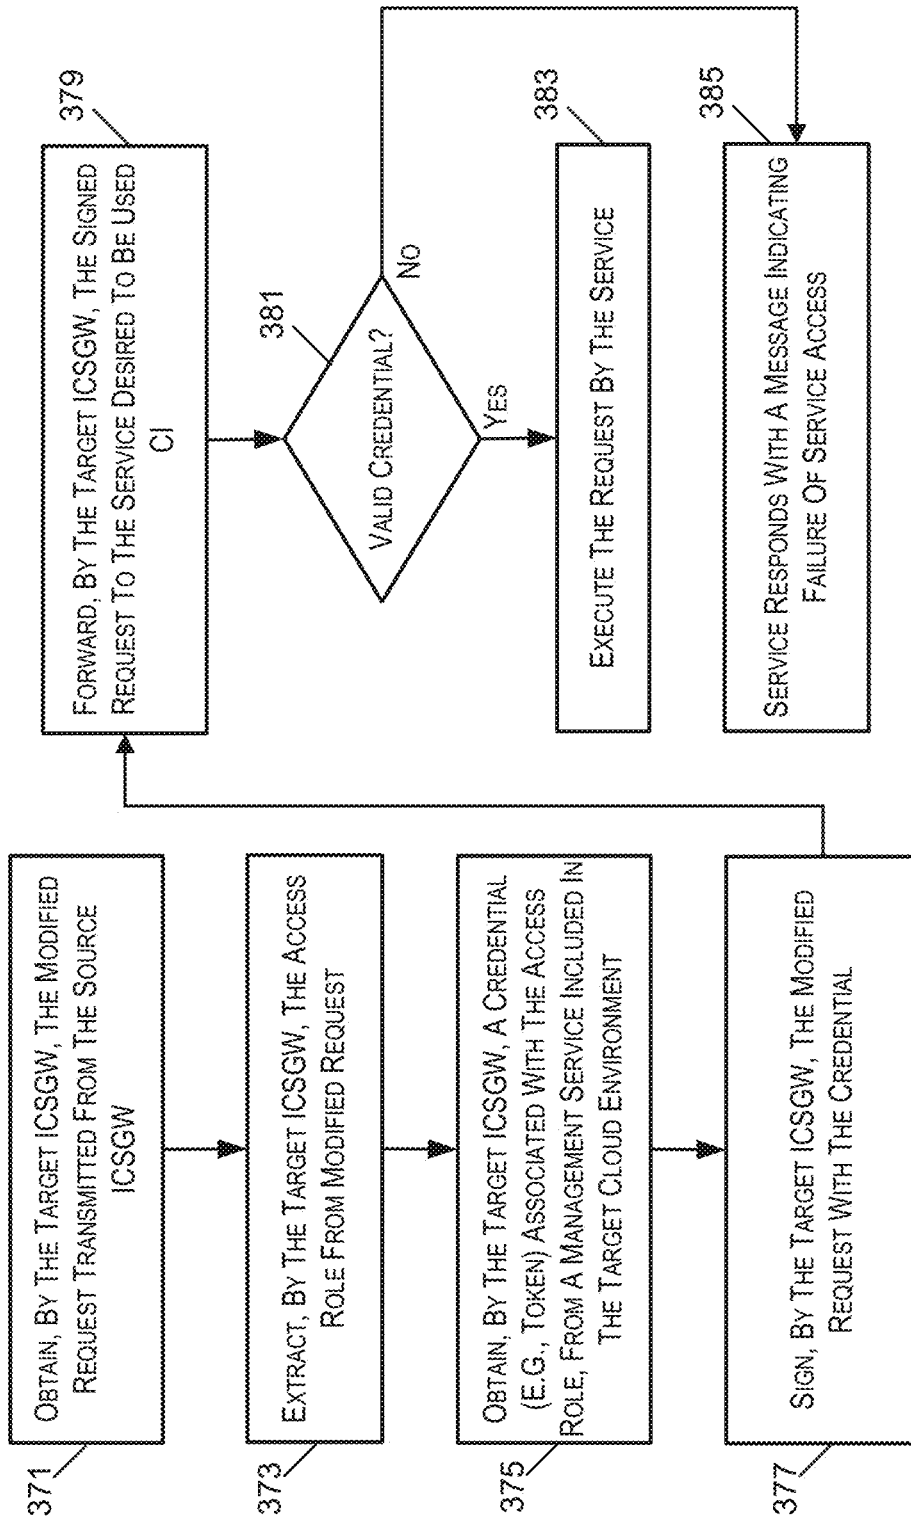 371
OBTAIN, BY THE TARGET ICSGW, THE MODIFIED
REQUEST TRANSMITTED FROM THE SOURCE
ICSGW
373
EXTRACT, BY THE TARGET ICSGW, THE ACCESS
ROLE FROM MODIFIED REQUEST
375
OBTAIN, BY THE TARGET ICSGW, A CREDENTIAL
(E.G., TOKEN) ASSOCIATED WITH THE ACCESS
ROLE, FROM A MANAGEMENT SERVICE INCLUDED IN
THE TARGET CLOUD ENVIRONMENT
377
SIGN, BY THE TARGET ICSGW, THE MODIFIED
REQUEST WITH THE CREDENTIAL
379
FORWARD, BY THE TARGET ICSGW, THE SIGNED
REQUEST TO THE SERVICE DESIRED TO BE USED
CI
381
VALID CREDENTIAL?
NO
YES
383
EXECUTE THE REQUEST BY THE SERVICE
385
SERVICE RESPONDS WITH A MESSAGE INDICATING
FAILURE OF SERVICE ACCESS